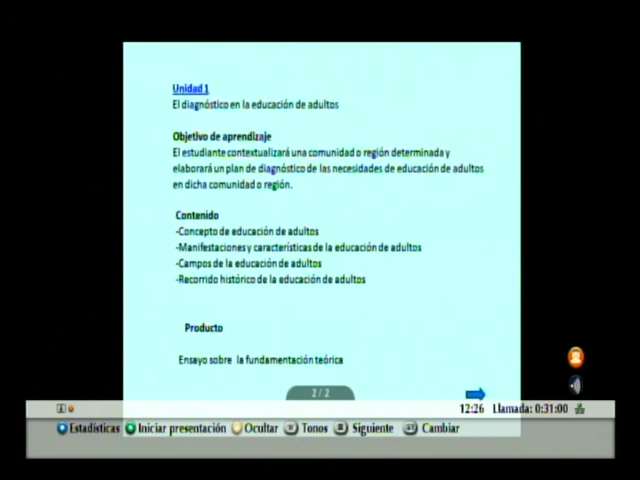 Unidad 1
El diagnóstico en la educación de adultos
Objetivo de aprendizaje
El estudiante contextualizará una comunidad o región determinada y
elaborará un plan de diagnóstico de las necesidades de educación de adultos
en dicha comunidad o región.
Contenido
-Concepto de educación de adultos
-Manifestaciones y características de la educación de adultos
-Campos de la educación de adultos
-Recorrido histórico de la educación de adultos
Producto
Ensayo sobre la fundamentación teórica
2 / 2
12:26 Llamada: 0:31:00
Estadísticas Iniciar presentación Ocultar Tonos Siguiente Cambiar